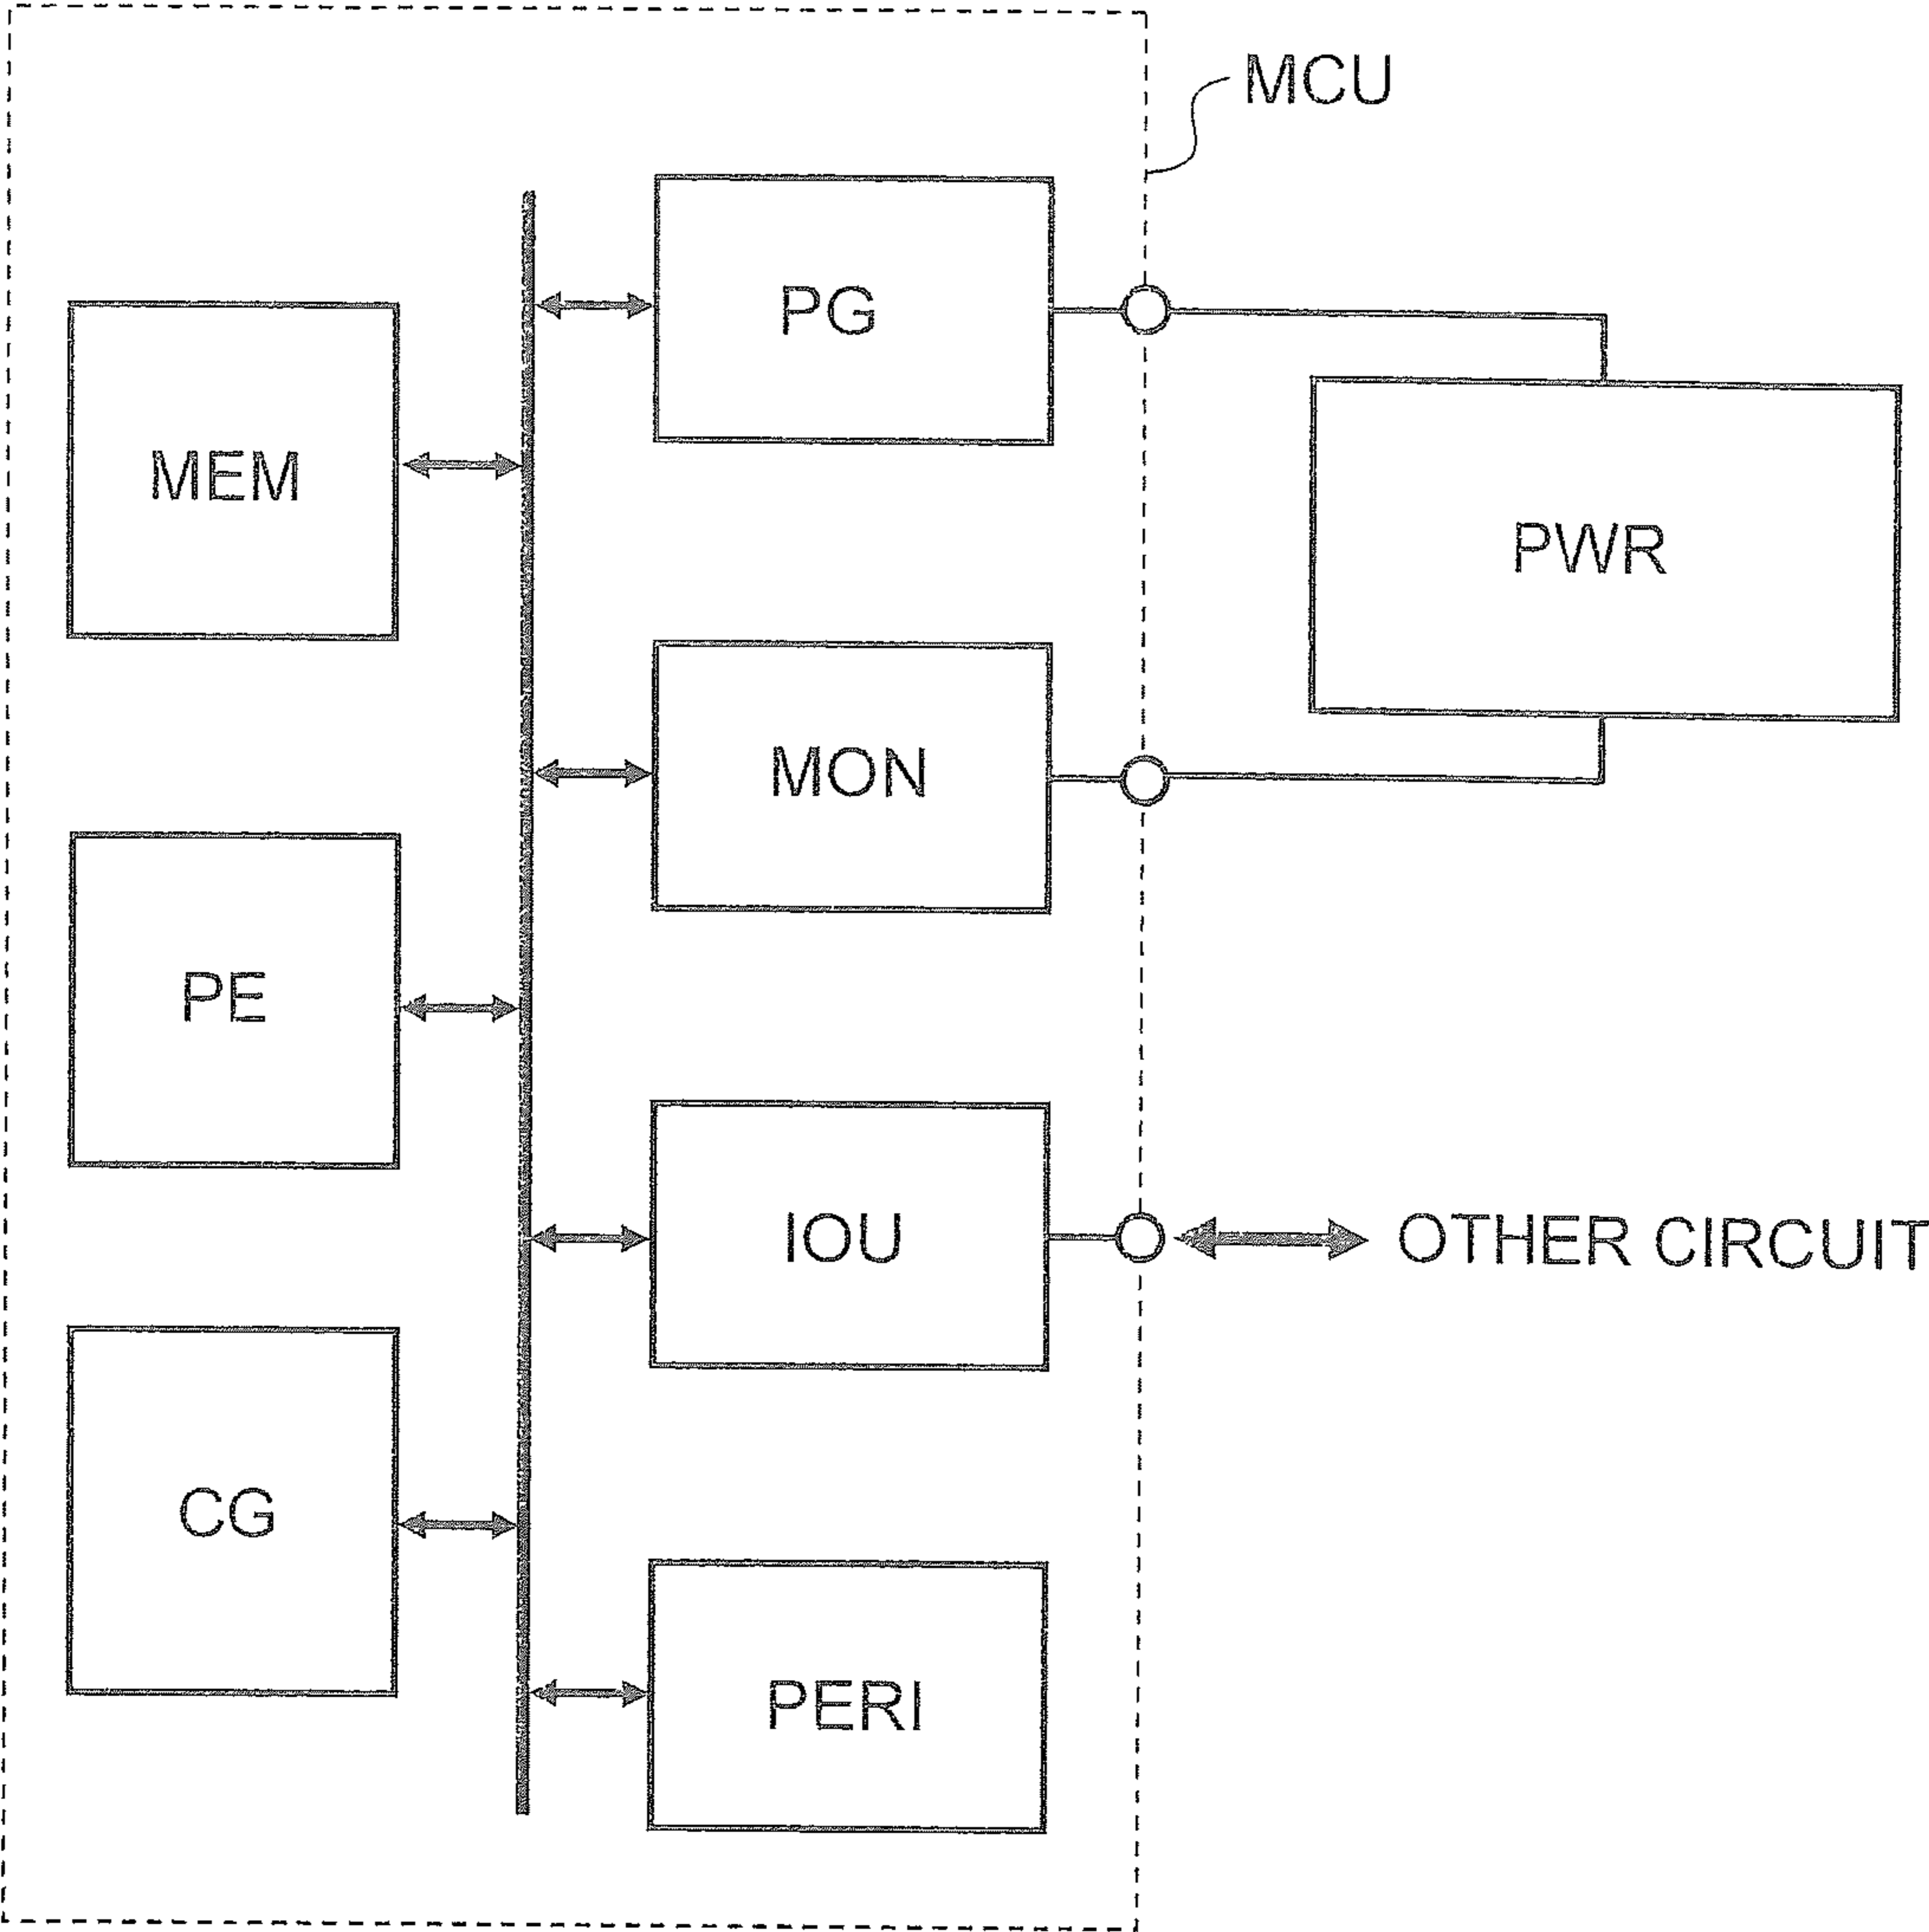 MCU
PG
MEM
PWR
MON
PE
IOU
OTHER CIRCUIT
CG
PERI